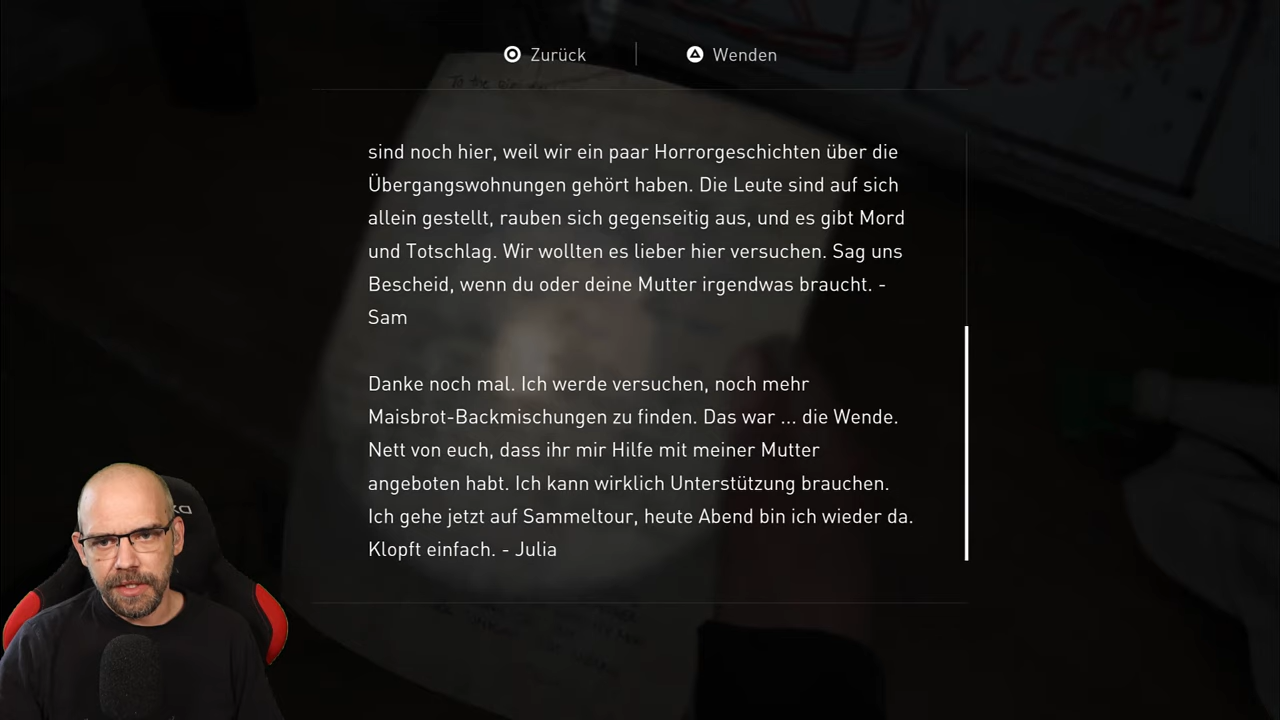 Zurück
Wenden
KLEARED
sind noch hier, weil wir ein paar Horrorgeschichten über die
Übergangswohnungen gehört haben. Die Leute sind auf sich
allein gestellt, rauben sich gegenseitig aus, und es gibt Mord
und Totschlag. Wir wollten es lieber hier versuchen. Sag uns
Bescheid, wenn du oder deine Mutter irgendwas braucht. -
Sam
Danke noch mal. Ich werde versuchen, noch mehr
Maisbrot-Backmischungen zu finden. Das war ... die Wende.
Nett von euch, dass ihr mir Hilfe mit meiner Mutter
angeboten habt. Ich kann wirklich Unterstützung brauchen.
Ich gehe jetzt auf Sammeltour, heute Abend bin ich wieder da.
Klopft einfach. - Julia